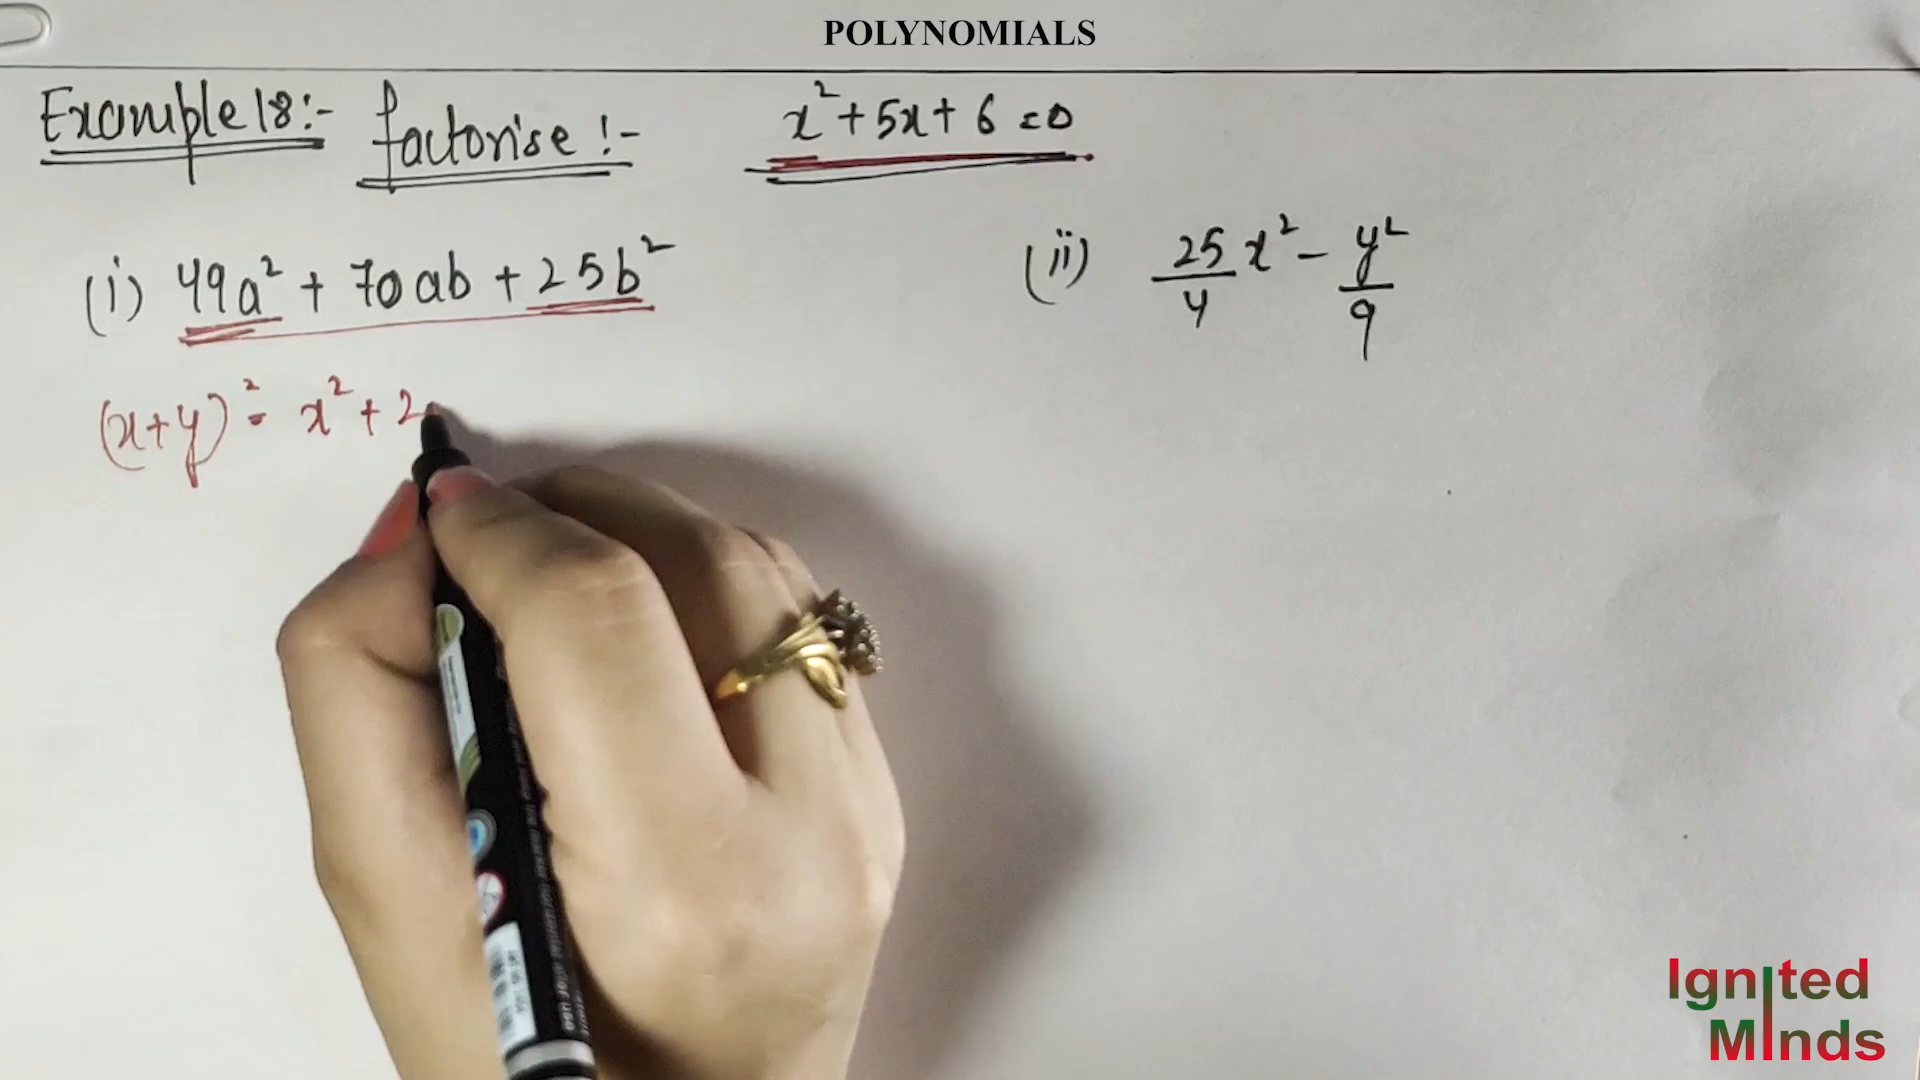 POLYNOMIALS
Example 18:- factorise :- x² + 5x + 6 = 0
(i) 49a² + 70ab + 25b²
(ii) 25/4 x² - y²/9
(x+y)² = x² + 2
Ignited
Minds